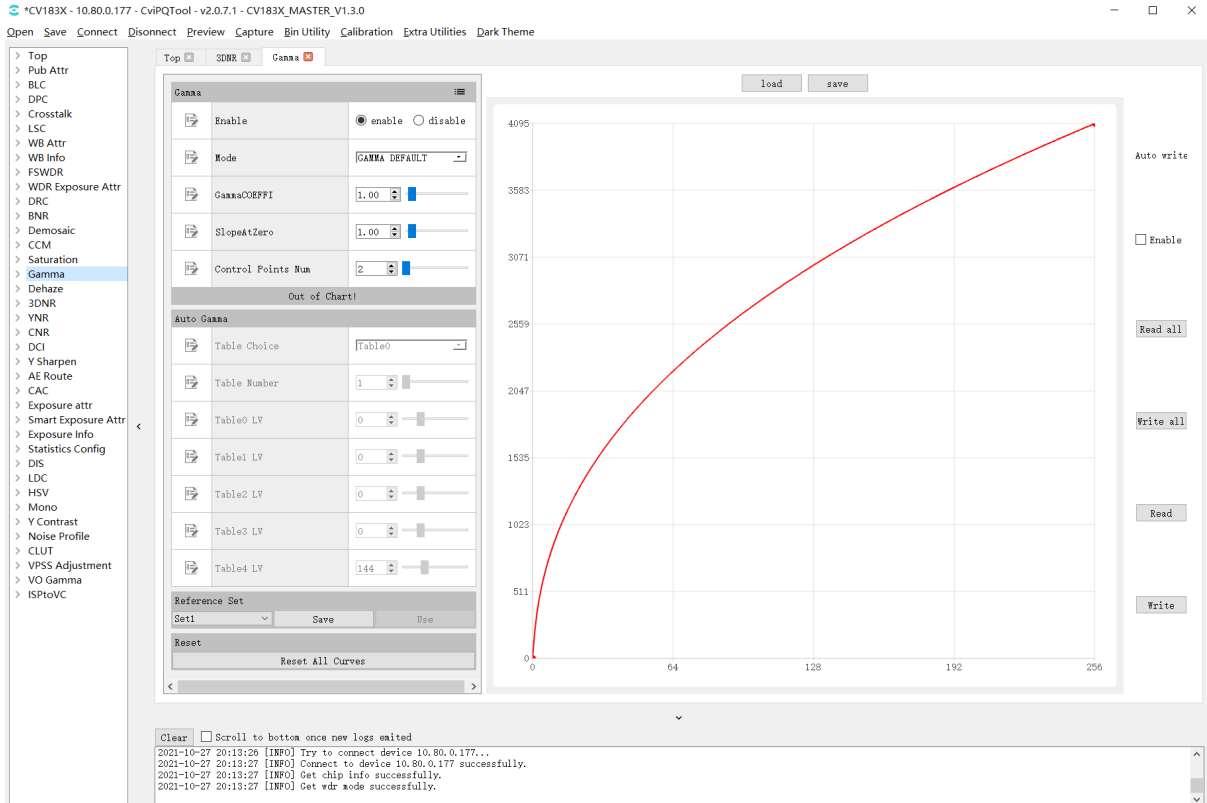 *CV183X - 10.80.0.177 - CviPQTool - v2.0.7.1 - CV183X_MASTER_V1.3.0
Open Save Connect Disonnect Preview Capture Bin Utility Calibration Extra Utilities Dark Theme
Top
Pub Attr
BLC
DPC
Crosstalk
LSC
WB Attr
WB Info
FSWDR
WDR Exposure Attr
DRC
BNR
Demosaic
CCM
Saturation
Gamma
Dehaze
3DNR
YNR
CNR
DCI
Y Sharpen
AE Route
CAC
Exposure attr
Smart Exposure Attr
Exposure Info
Statistics Config
DIS
LDC
HSV
Mono
Y Contrast
Noise Profile
CLUT
VPSS Adjustment
VO Gamma
ISPtoVC
Top 3DNR Gamma
Gamma
Enable enable disable
Mode GAMMA DEFAULT
GammaCOEFFI 1.00
SlopeAtZero 1.00
Control Points Num 2
Out of Chart!
Auto Gamma
Table Choice Table0
Table Number 1
Table0 LV 0
Table1 LV 0
Table2 LV 0
Table3 LV 0
Table4 LV 144
Reference Set
Set1 Save Use
Reset
Reset All Curves
load save
4095
3583
3071
2559
2047
1535
1023
511
0
0 64 128 192 256
Auto write
Enable
Read all
Write all
Read
Write
Clear Scroll to bottom once new logs emited
2021-10-27 20:13:26 [INFO] Try to connect device 10.80.0.177...
2021-10-27 20:13:27 [INFO] Connect to device 10.80.0.177 successfully.
2021-10-27 20:13:27 [INFO] Get chip info successfully.
2021-10-27 20:13:27 [INFO] Get wdr mode successfully.